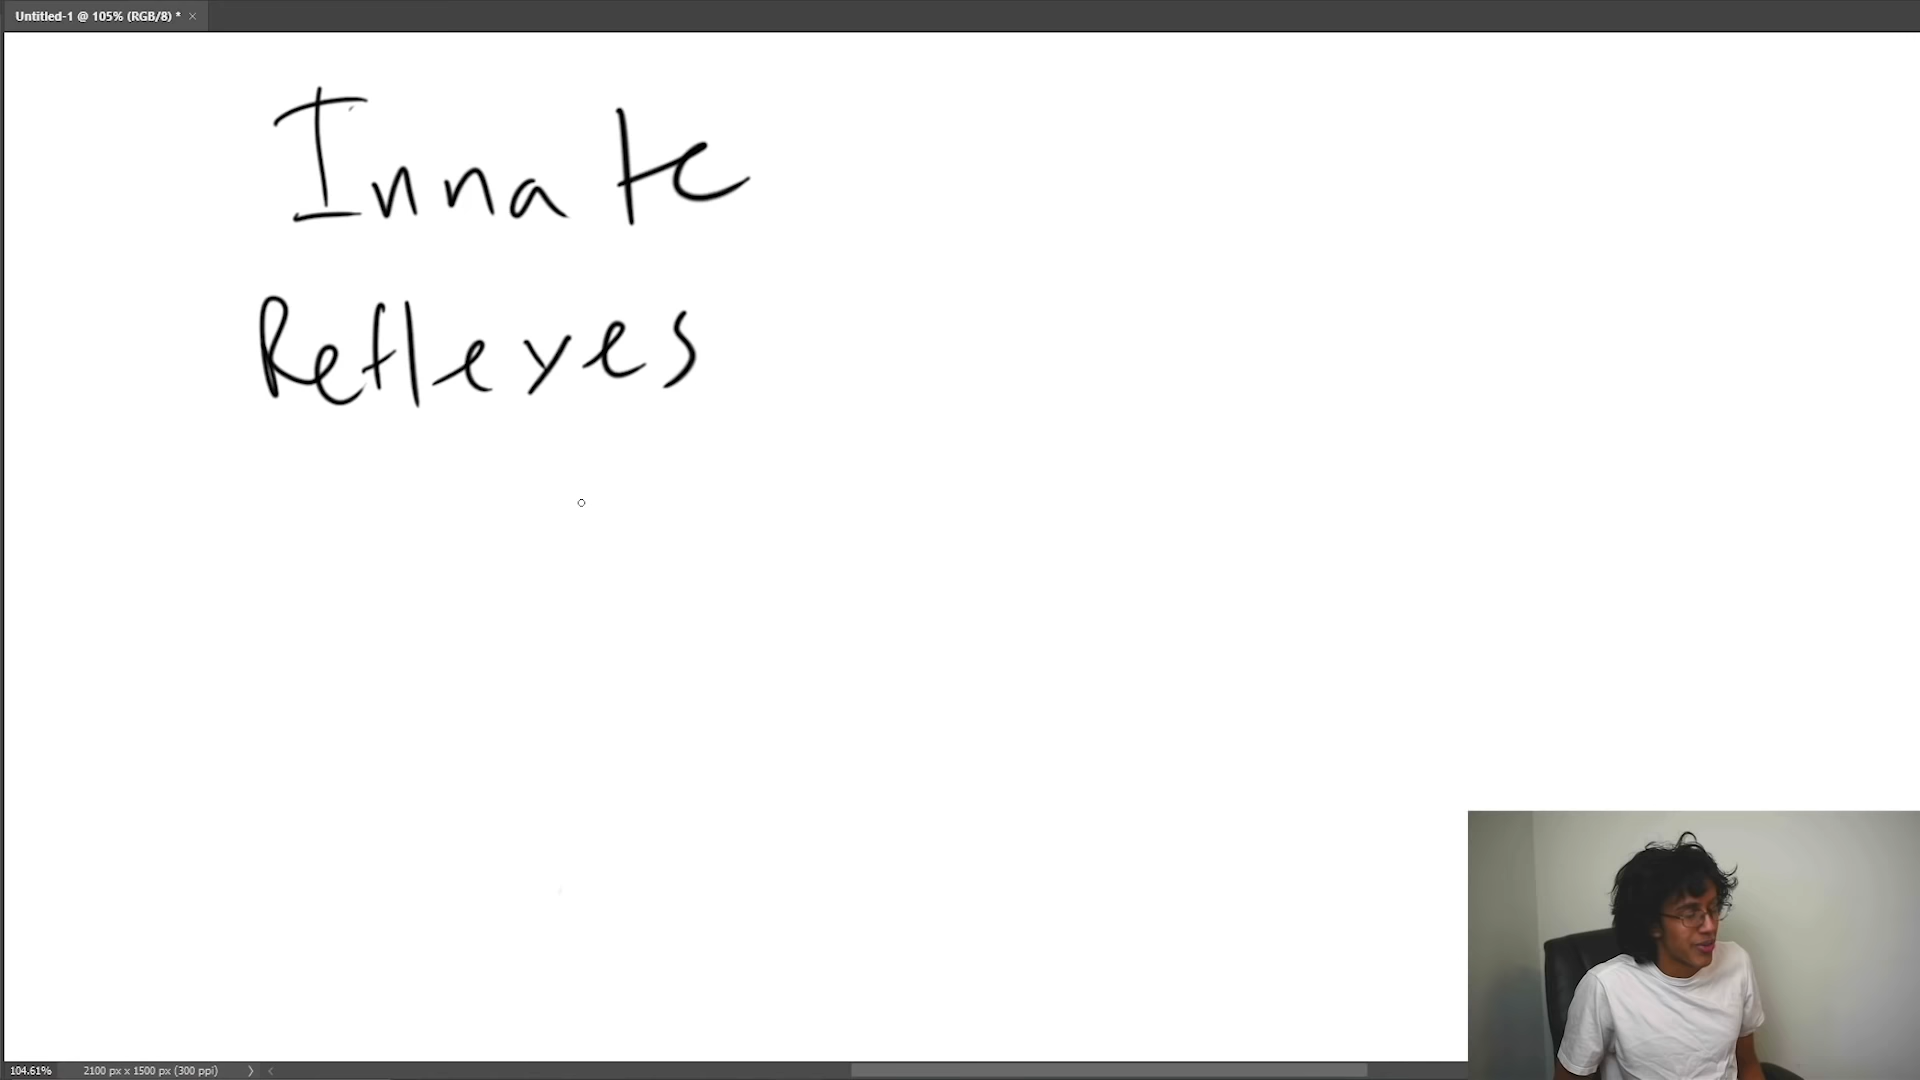 Untitled-1 @ 105% (RGB/8) *
Innate
Reflexes
104.61% 2100 px x 1500 px (300 ppi)